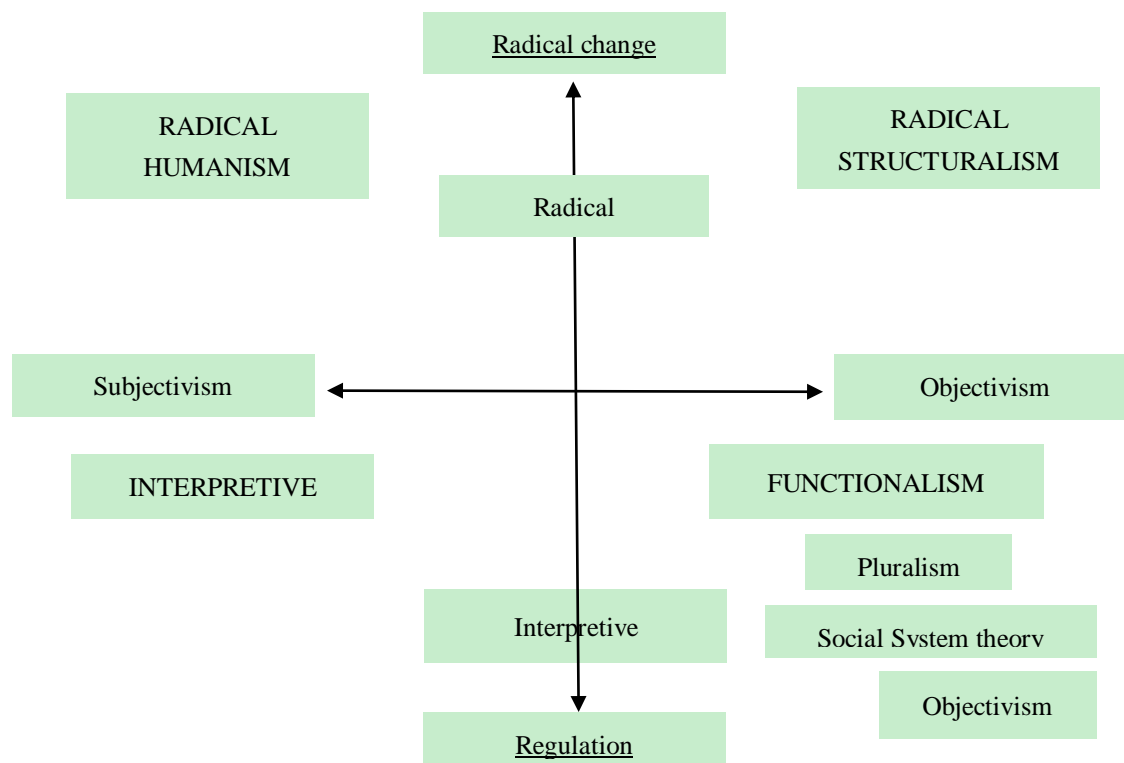 Radical change
RADICAL
HUMANISM
RADICAL
STRUCTURALISM
Radical
Subjectivism
Objectivism
INTERPRETIVE
FUNCTIONALISM
Pluralism
Interpretive
Social System theory
Objectivism
Regulation